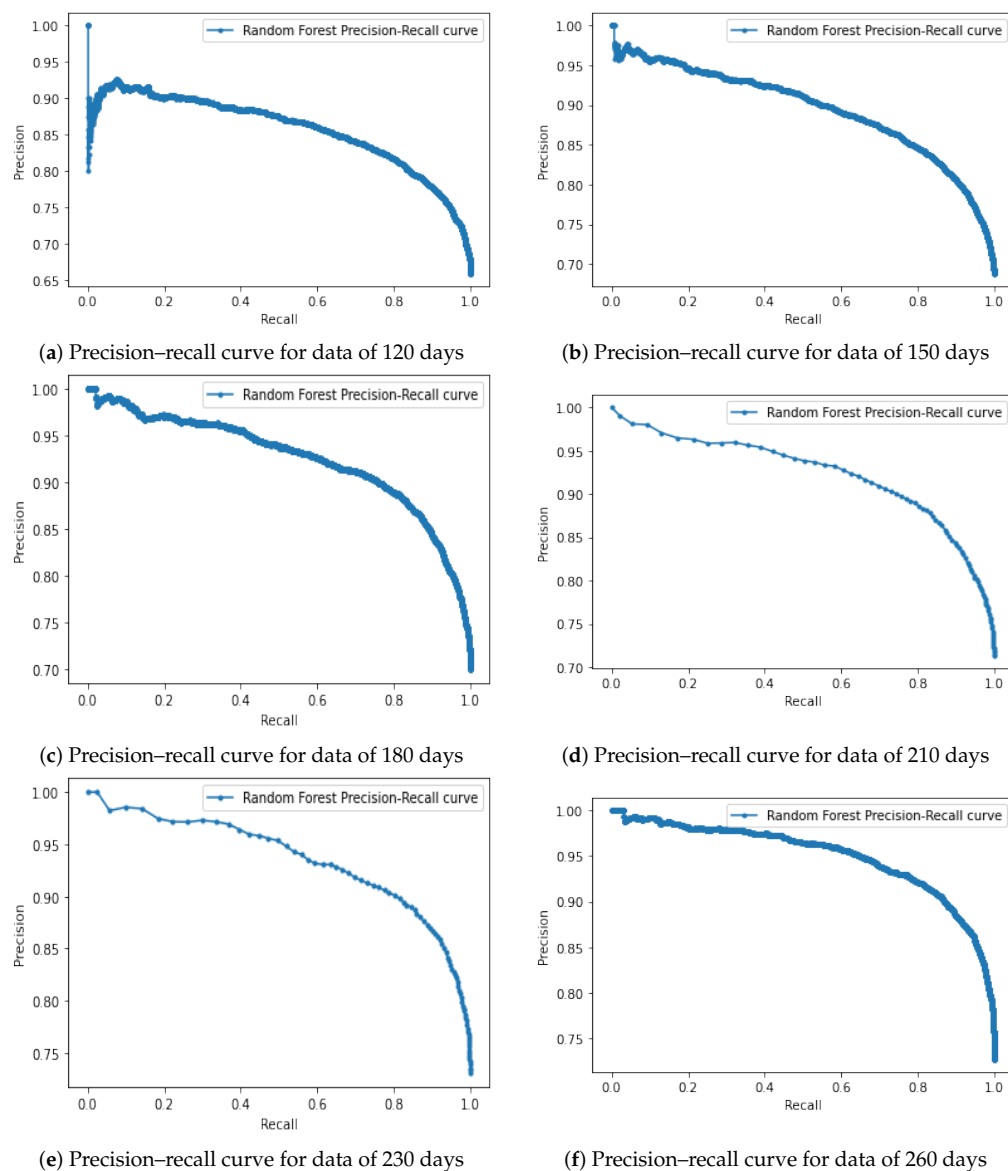 1.00
0.95
0.90
0.85
0.80
0.75
0.70
0.65
Precision
Random Forest Precision-Recall curve
0.0 0.2 0.4 0.6 0.8 1.0
Recall
(a) Precision–recall curve for data of 120 days
1.00
0.95
0.90
0.85
0.80
0.75
0.70
Precision
Random Forest Precision-Recall curve
0.0 0.2 0.4 0.6 0.8 1.0
Recall
(b) Precision–recall curve for data of 150 days
1.00
0.95
0.90
0.85
0.80
0.75
0.70
Precision
Random Forest Precision-Recall curve
0.0 0.2 0.4 0.6 0.8 1.0
Recall
(c) Precision–recall curve for data of 180 days
1.00
0.95
0.90
0.85
0.80
0.75
0.70
Precision
Random Forest Precision-Recall curve
0.0 0.2 0.4 0.6 0.8 1.0
Recall
(d) Precision–recall curve for data of 210 days
1.00
0.95
0.90
0.85
0.80
0.75
Precision
Random Forest Precision-Recall curve
0.0 0.2 0.4 0.6 0.8 1.0
Recall
(e) Precision–recall curve for data of 230 days
1.00
0.95
0.90
0.85
0.80
0.75
Precision
Random Forest Precision-Recall curve
0.0 0.2 0.4 0.6 0.8 1.0
Recall
(f) Precision–recall curve for data of 260 days